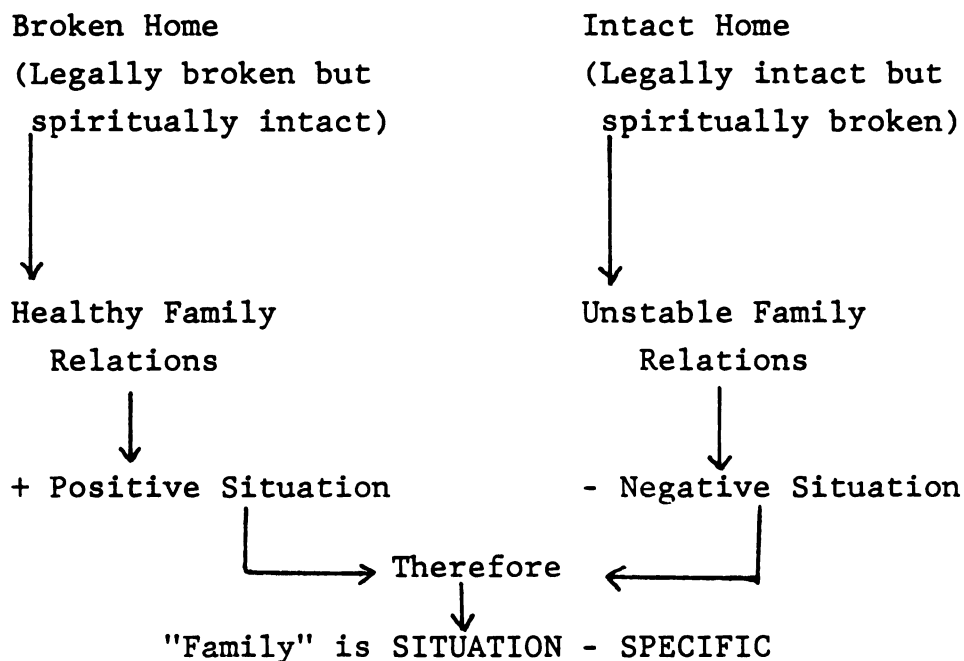 Broken Home
(Legally broken but
spiritually intact)
Healthy Family
Relations
+ Positive Situation
Intact Home
(Legally intact but
spiritually broken)
Unstable Family
Relations
- Negative Situation
Therefore
"Family" is SITUATION - SPECIFIC